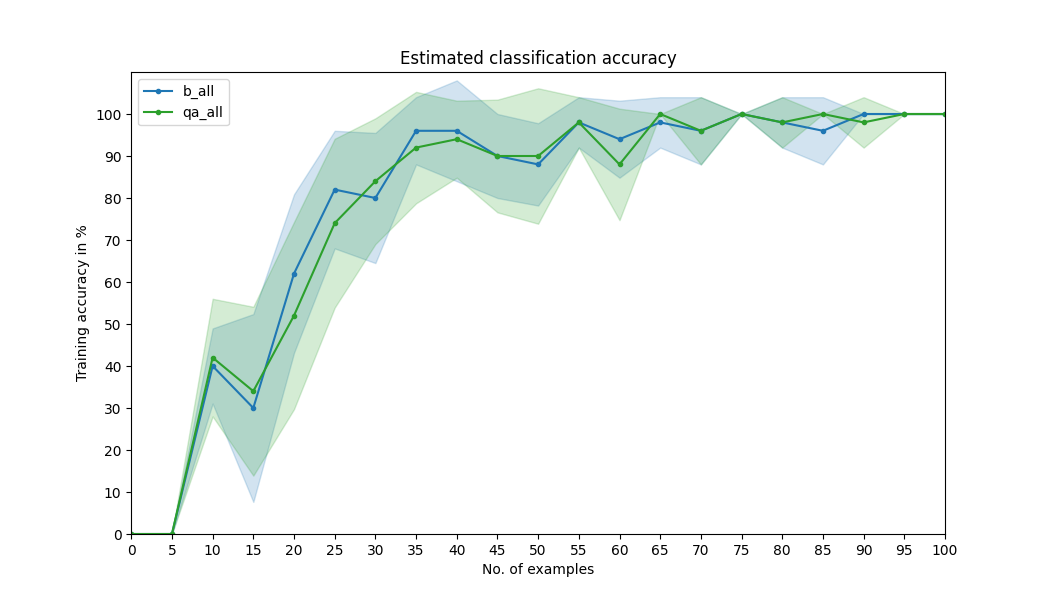 Estimated classification accuracy
b_all
qa_all
Training accuracy in %
100
90
80
70
60
50
40
30
20
10
0
0 5 10 15 20 25 30 35 40 45 50 55 60 65 70 75 80 85 90 95 100
No. of examples